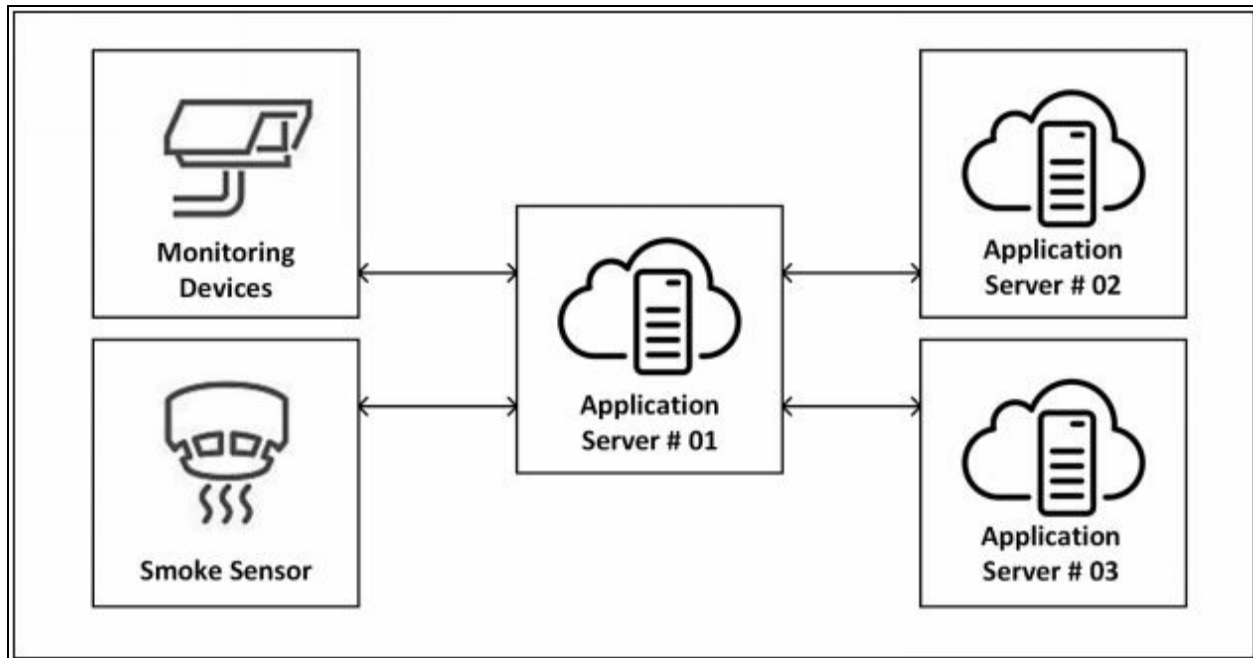 Monitoring
Devices
Smoke Sensor
Application
Server # 01
Application
Server # 02
Application
Server # 03